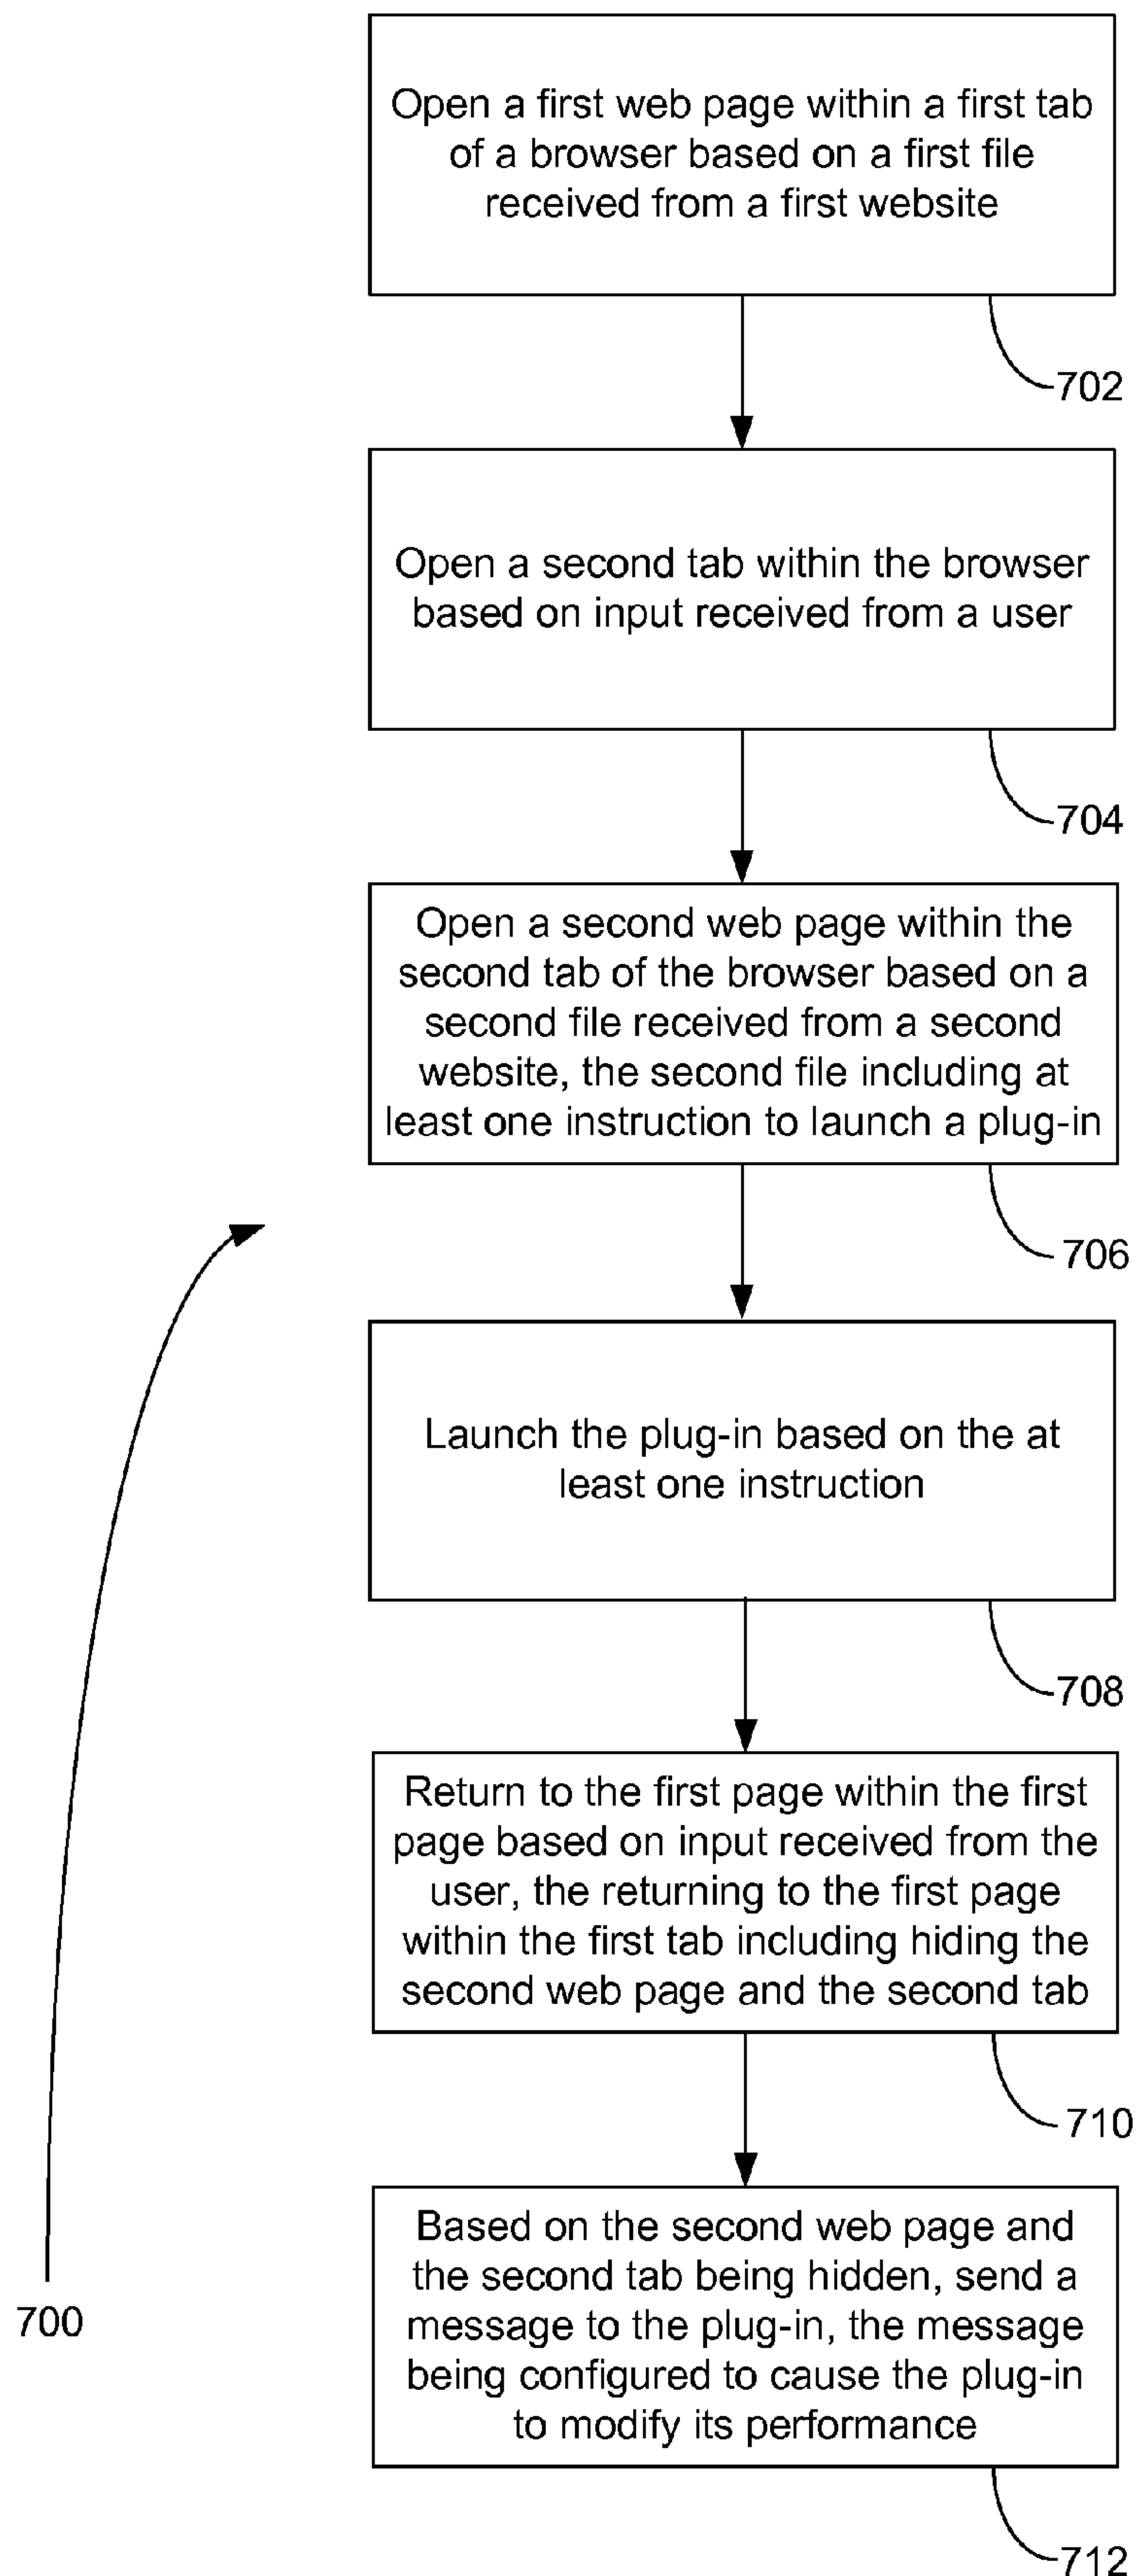 Open a first web page within a first tab
of a browser based on a first file
received from a first website
702
Open a second tab within the browser
based on input received from a user
704
Open a second web page within the
second tab of the browser based on a
second file received from a second
website, the second file including at
least one instruction to launch a plug-in
706
Launch the plug-in based on the at
least one instruction
708
Return to the first page within the first
page based on input received from the
user, the returning to the first page
within the first tab including hiding the
second web page and the second tab
710
Based on the second web page and
the second tab being hidden, send a
message to the plug-in, the message
being configured to cause the plug-in
to modify its performance
700
712